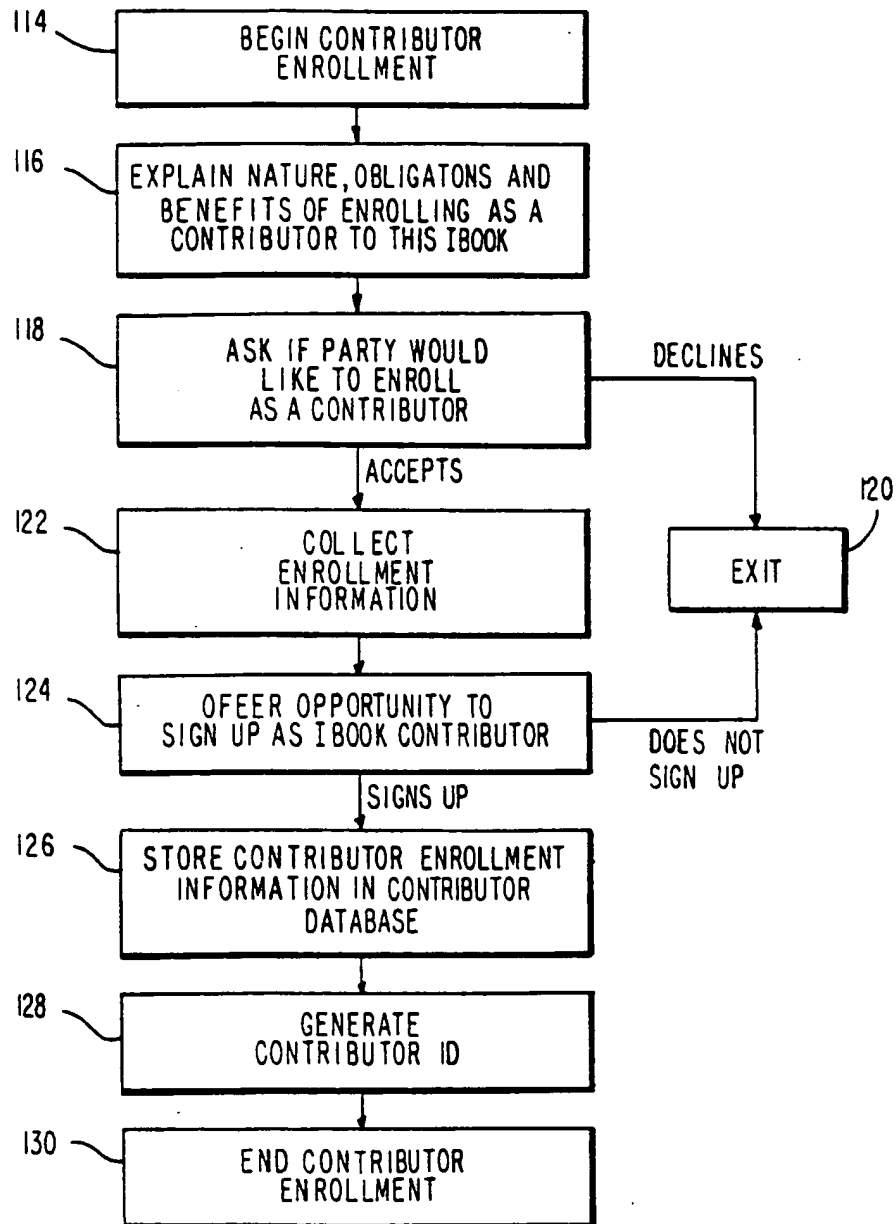 114
BEGIN CONTRIBUTOR
ENROLLMENT
116
EXPLAIN NATURE, OBLIGATONS AND
BENEFITS OF ENROLLING AS A
CONTRIBUTOR TO THIS IBOOK
118
ASK IF PARTY WOULD
LIKE TO ENROLL
AS A CONTRIBUTOR
DECLINES
ACCEPTS
120
EXIT
122
COLLECT
ENROLLMENT
INFORMATION
124
OFEER OPPORTUNITY TO
SIGN UP AS IBOOK CONTRIBUTOR
DOES NOT
SIGN UP
SIGNS UP
126
STORE CONTRIBUTOR ENROLLMENT
INFORMATION IN CONTRIBUTOR
DATABASE
128
GENERATE
CONTRIBUTOR ID
130
END CONTRIBUTOR
ENROLLMENT